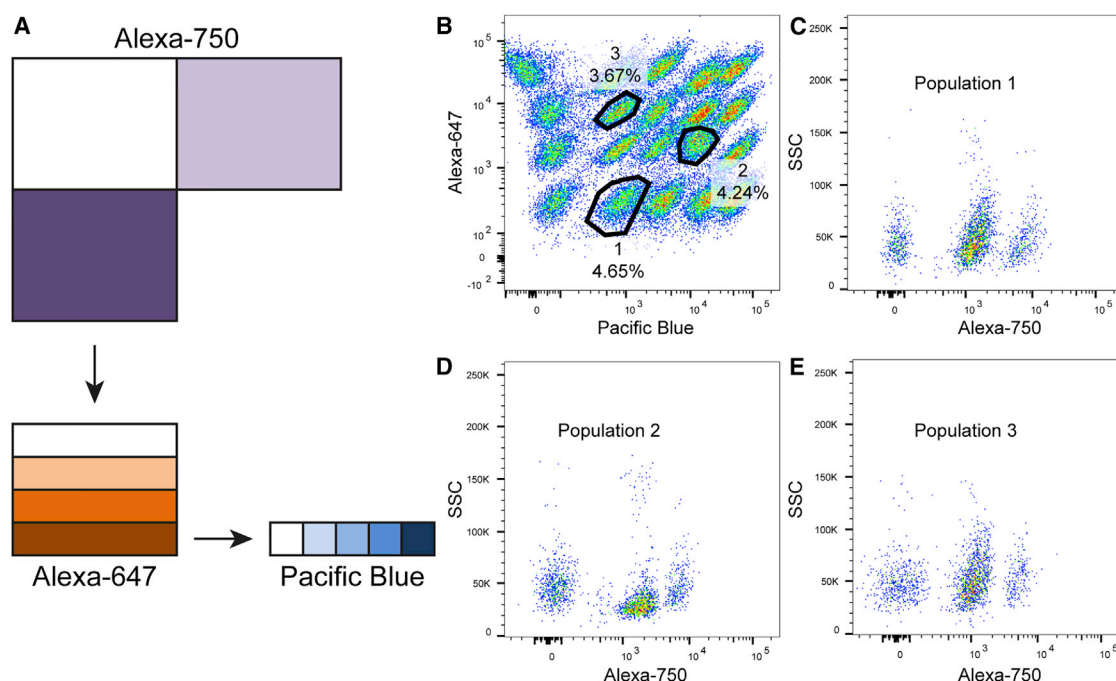 A
Alexa-750
Alexa-647
Pacific Blue
B
Alexa-647
10^5
10^4
10^3
10^2
0
-10^2
3
3.67%
2
4.24%
1
4.65%
0
10^3
10^4
10^5
Pacific Blue
C
SSC
250K
200K
150K
100K
50K
0
Population 1
0
10^3
10^4
10^5
Alexa-750
D
SSC
250K
200K
150K
100K
50K
0
Population 2
0
10^3
10^4
10^5
Alexa-750
E
SSC
250K
200K
150K
100K
50K
0
Population 3
0
10^3
10^4
10^5
Alexa-750